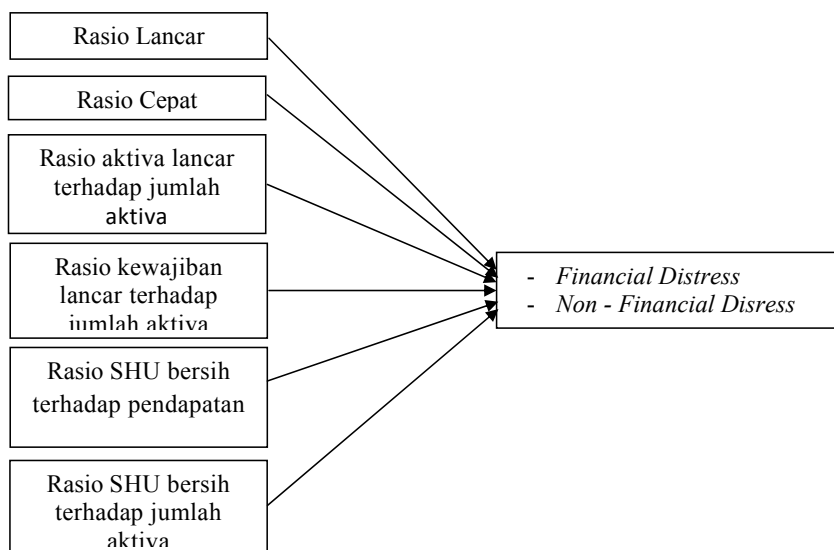 Rasio Lancar
Rasio Cepat
Rasio aktiva lancar
terhadap jumlah
aktiva
Rasio kewajiban
lancar terhadap
jumlah aktiva
Rasio SHU bersih
terhadap pendapatan
Rasio SHU bersih
terhadap jumlah
aktiva
- Financial Distress
- Non - Financial Disress